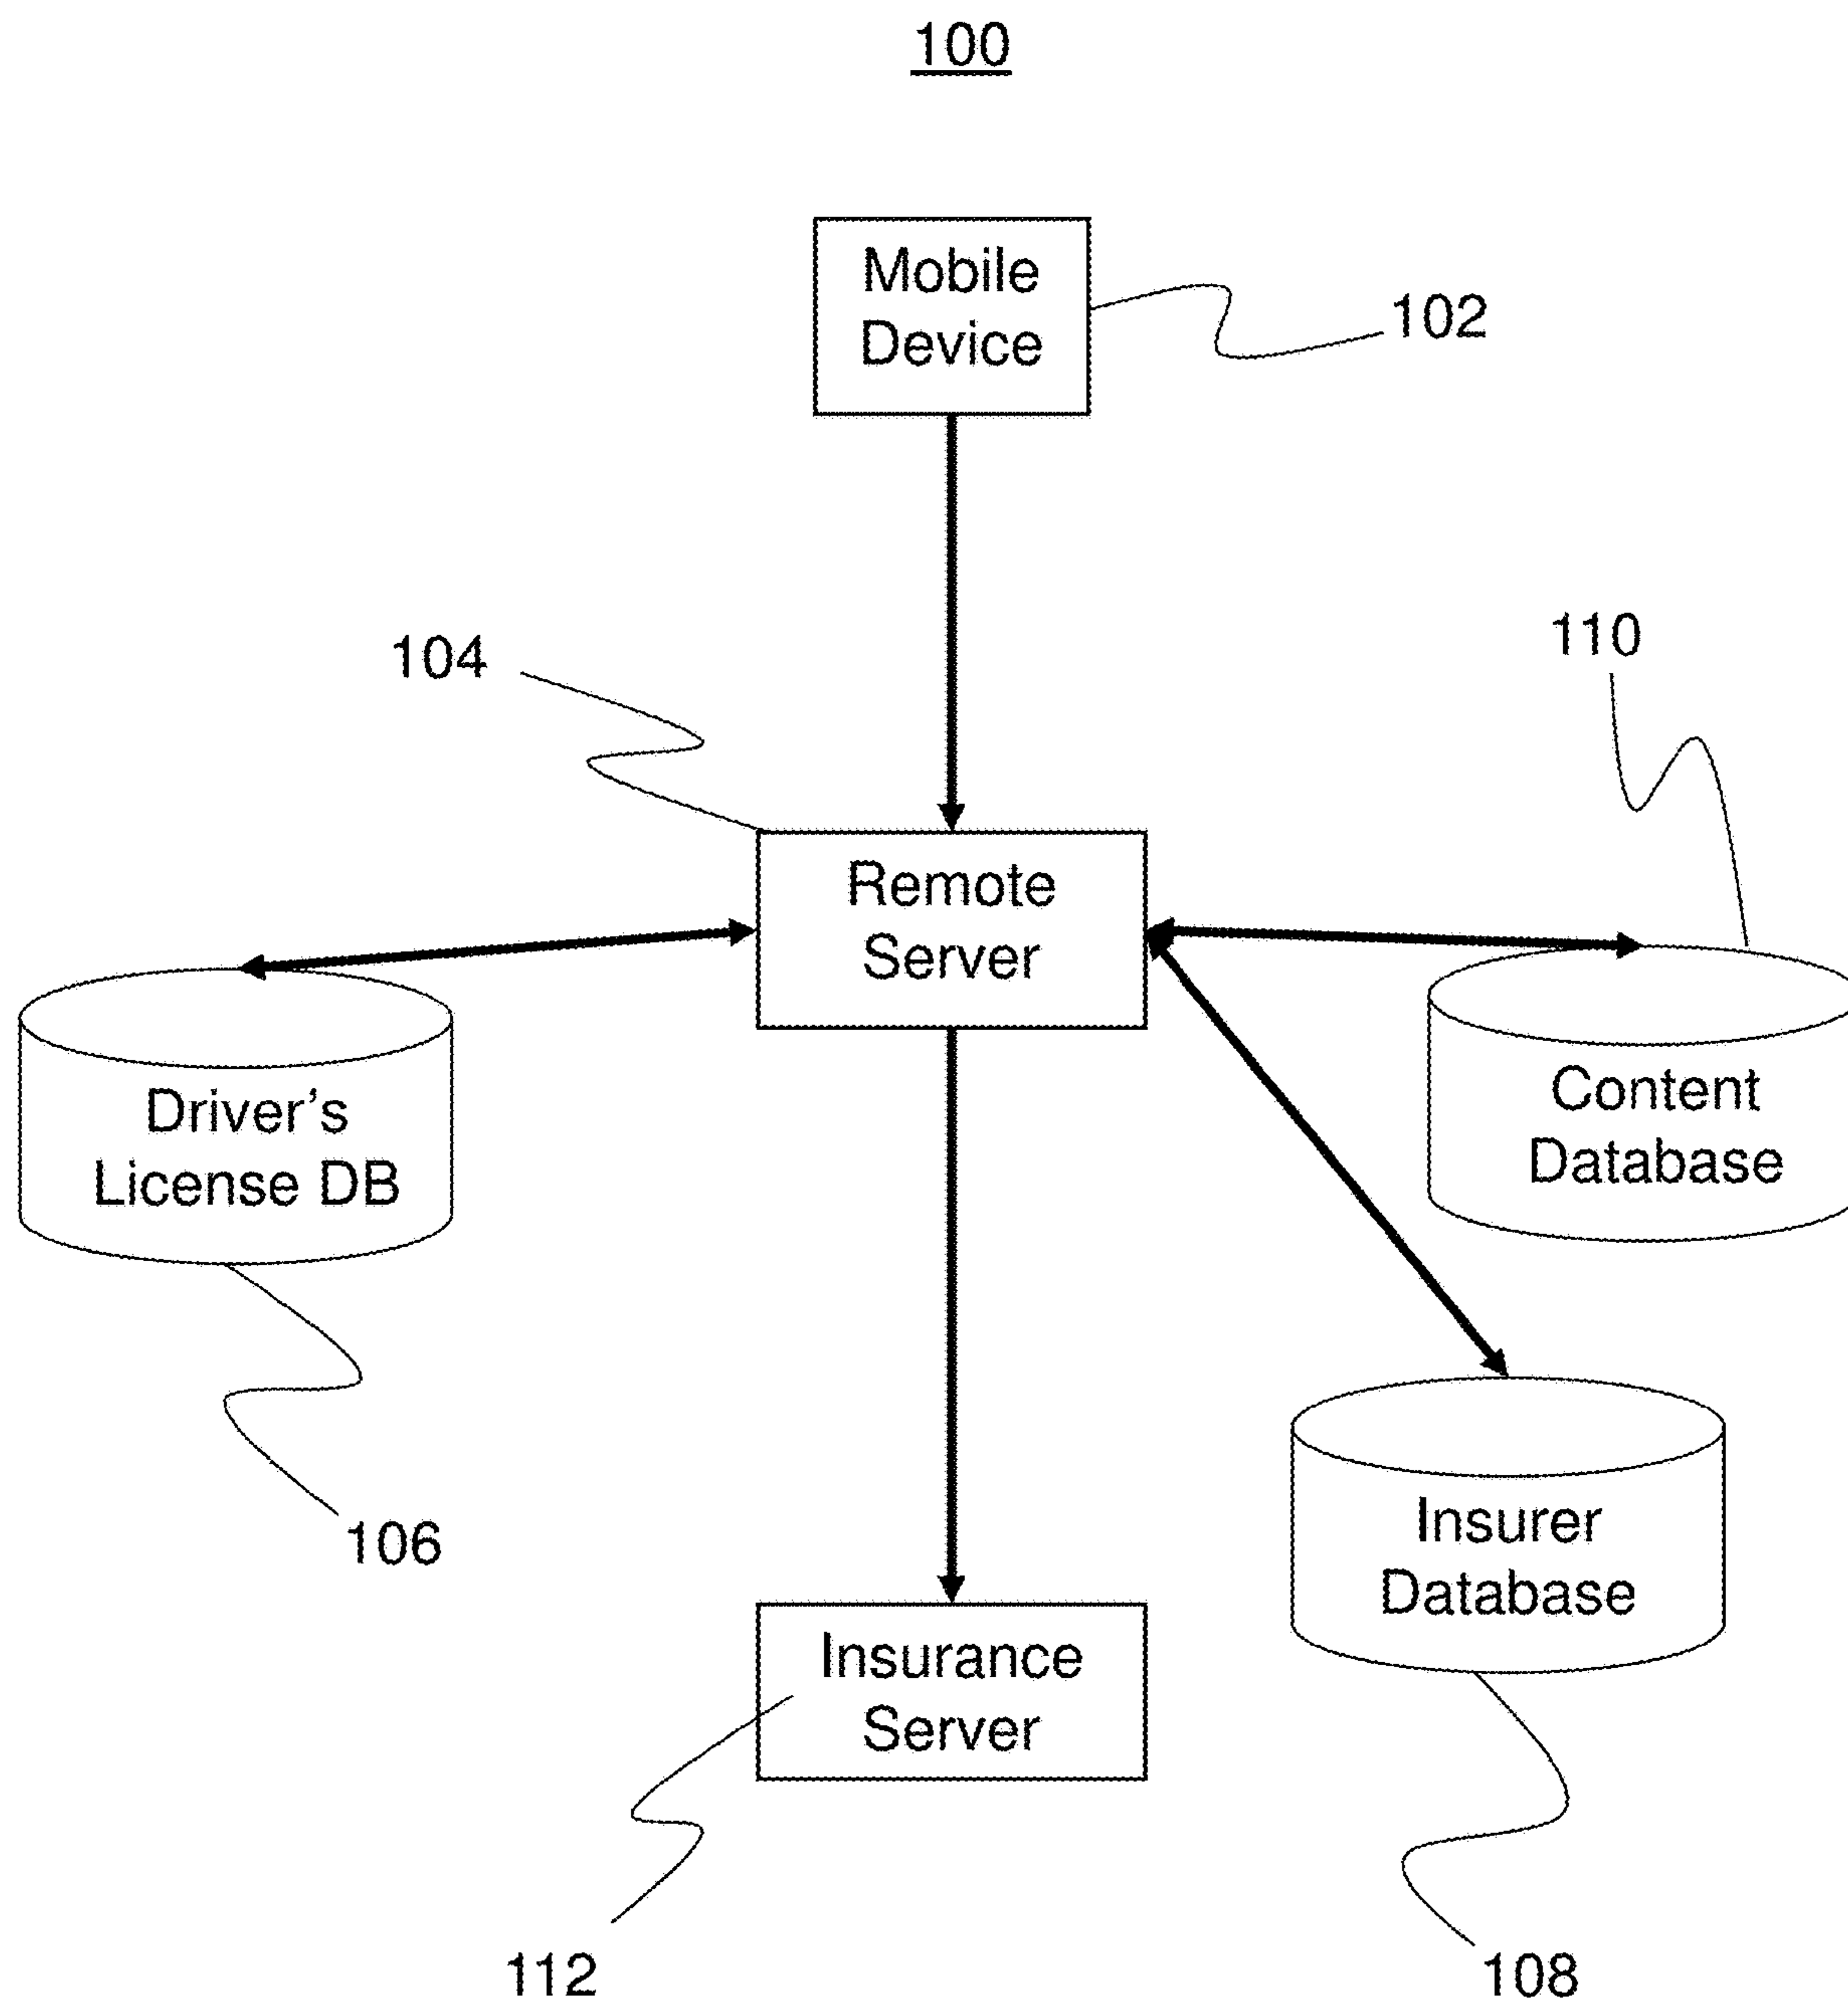 100
Mobile
Device
102
104
110
Remote
Server
Driver's
License DB
Content
Database
106
Insurer
Database
Insurance
Server
112
108